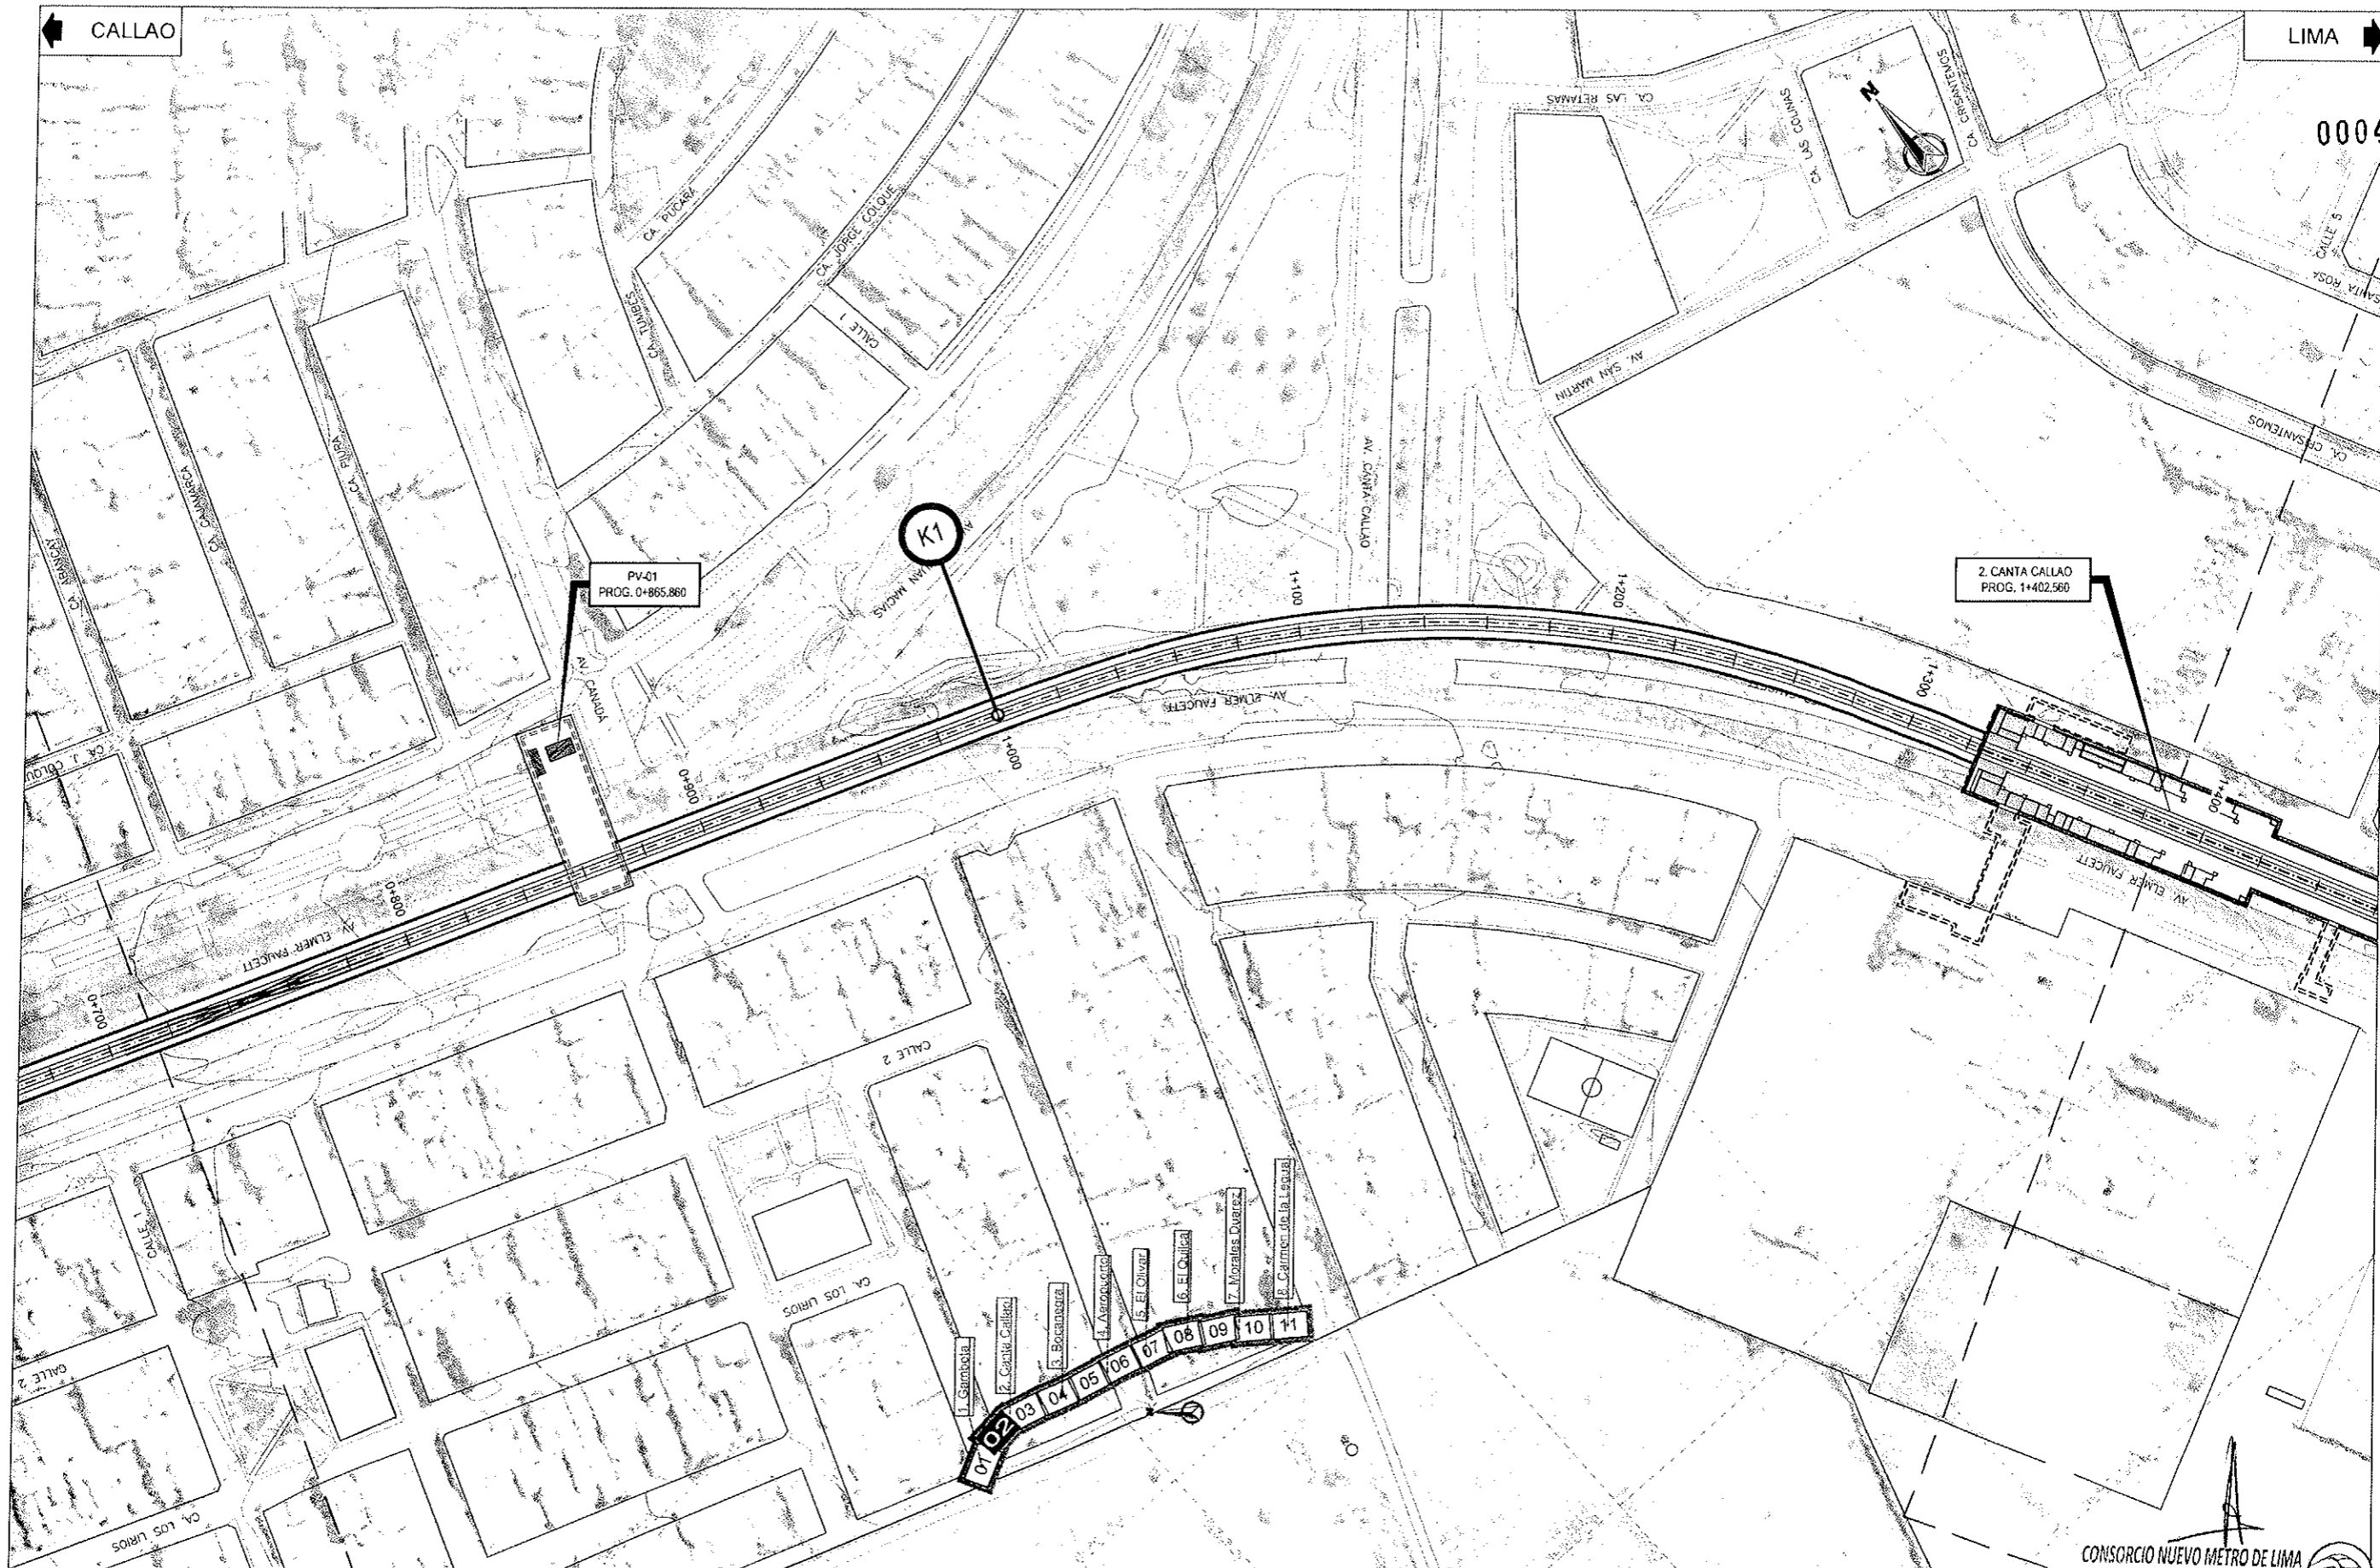 CALLAO
LIMA
0004
CA. LAS RETAMAS
CA. LAS COLINAS
CA. CRISANTEMOS
N
CALLE 5
SANTA ROSA
CA. PUCARA
CA. JORGE COLQUE
CA. TUMBES
CALLE 1
AV. SAN MARTIN
CA. CRISANTEMOS
AV. CANTA CALLAO
CA. ABANCAY
CA. CAJAMARCA
CA. PIURA
K1
PV-01
PROG. 0+865.860
JUAN MACIAS
2. CANTA CALLAO
PROG. 1+402.560
1+100
1+200
1+300
1+400
AV. CANADA
AV. ELMER FAUCETT
1+000
0+900
CA. J. COLQUE
0+800
AV. ELMER FAUCETT
AV. ELMER FAUCETT
0+700
CALLE 2
CALLE 1
CA. LOS LIRIOS
CALLE 2
CA. LOS LIRIOS
1. Gambeta
2. Canta Callao
3. Bocanegra
4. Aeropuerto
5. El Olivar
6. El Quilca
7. Morales Duarez
8. Carmen de la Legua
01
02
03
04
05
06
07
08
09
10
11
CONSORCIO NUEVO METRO DE LIMA